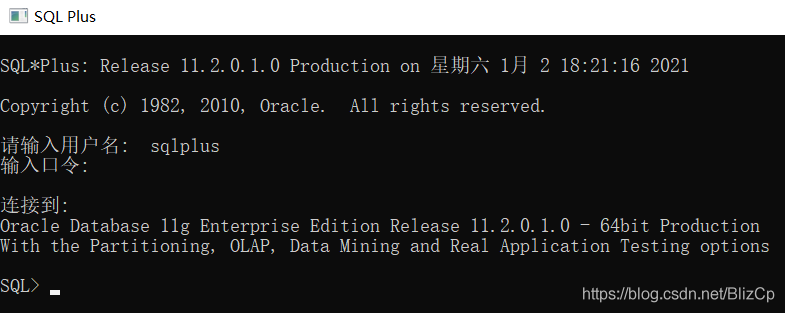 SQL Plus
SQL*Plus: Release 11.2.0.1.0 Production on 星期六 1月 2 18:21:16 2021
Copyright (c) 1982, 2010, Oracle.  All rights reserved.
请输入用户名:  sqlplus
输入口令:
连接到:
Oracle Database 11g Enterprise Edition Release 11.2.0.1.0 - 64bit Production
With the Partitioning, OLAP, Data Mining and Real Application Testing options
SQL>
https://blog.csdn.net/BlizCp